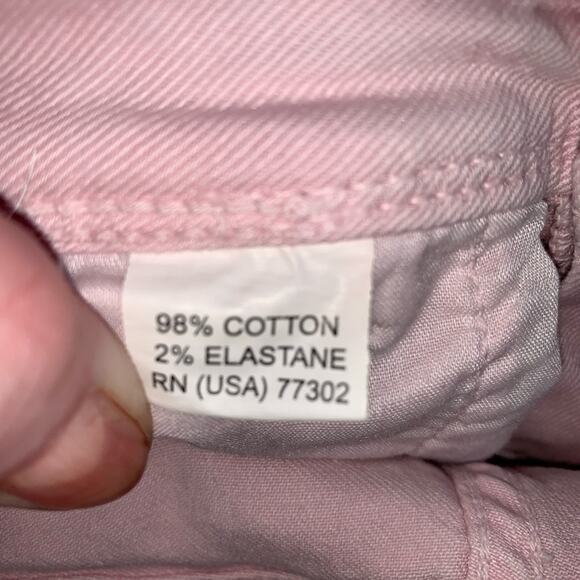 98% COTTON
2% ELASTANE
RN (USA) 77302